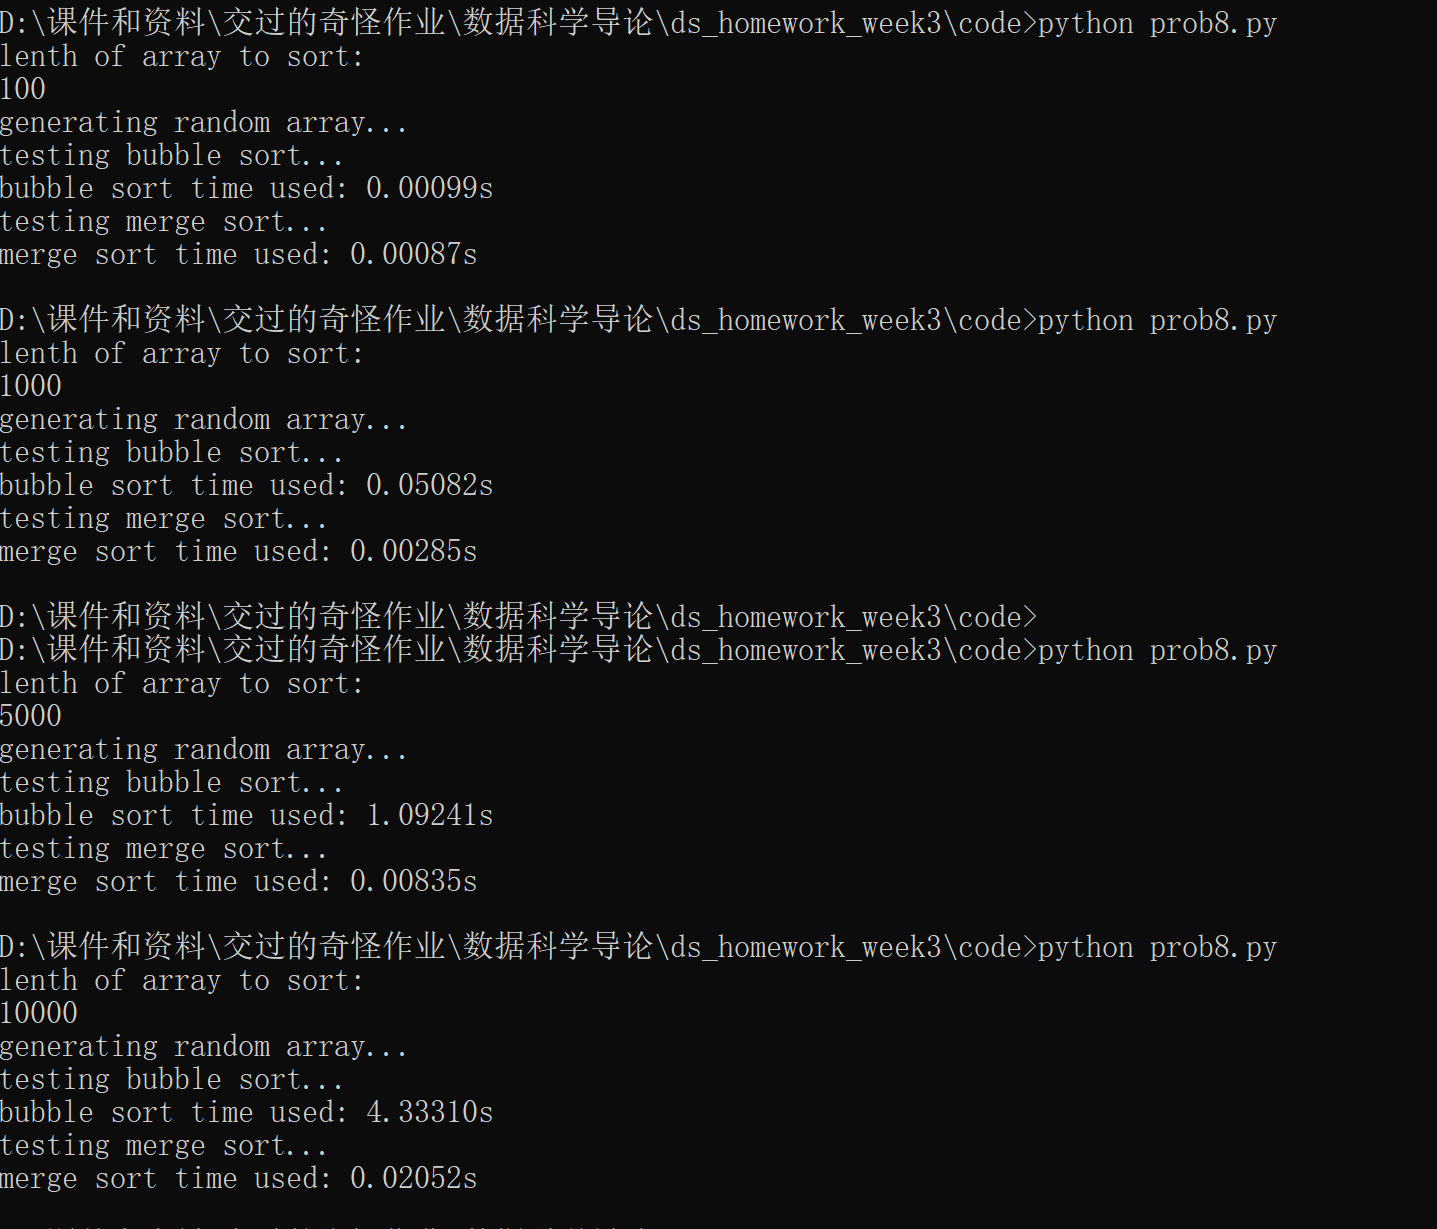 D:\课件和资料\交过的奇怪作业\数据科学导论\ds_homework_week3\code>python prob8.py
lenth of array to sort:
100
generating random array...
testing bubble sort...
bubble sort time used: 0.00099s
testing merge sort...
merge sort time used: 0.00087s
D:\课件和资料\交过的奇怪作业\数据科学导论\ds_homework_week3\code>python prob8.py
lenth of array to sort:
1000
generating random array...
testing bubble sort...
bubble sort time used: 0.05082s
testing merge sort...
merge sort time used: 0.00285s
D:\课件和资料\交过的奇怪作业\数据科学导论\ds_homework_week3\code>
D:\课件和资料\交过的奇怪作业\数据科学导论\ds_homework_week3\code>python prob8.py
lenth of array to sort:
5000
generating random array...
testing bubble sort...
bubble sort time used: 1.09241s
testing merge sort...
merge sort time used: 0.00835s
D:\课件和资料\交过的奇怪作业\数据科学导论\ds_homework_week3\code>python prob8.py
lenth of array to sort:
10000
generating random array...
testing bubble sort...
bubble sort time used: 4.33310s
testing merge sort...
merge sort time used: 0.02052s